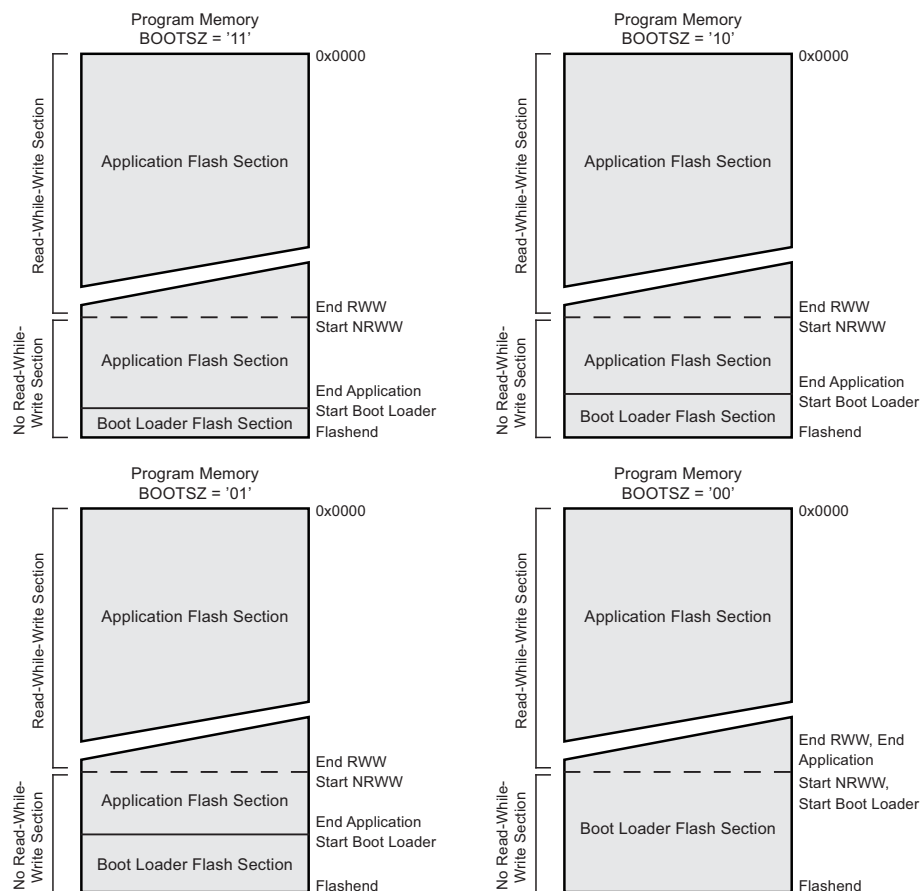 Program Memory
BOOTSZ = '11'
0x0000
Read-While-Write Section
Application Flash Section
End RWW
Start NRWW
No Read-While-
Write Section
Application Flash Section
End Application
Start Boot Loader
Boot Loader Flash Section
Flashend
Program Memory
BOOTSZ = '10'
0x0000
Read-While-Write Section
Application Flash Section
End RWW
Start NRWW
No Read-While-
Write Section
Application Flash Section
End Application
Start Boot Loader
Boot Loader Flash Section
Flashend
Program Memory
BOOTSZ = '01'
0x0000
Read-While-Write Section
Application Flash Section
End RWW
Start NRWW
No Read-While-
Write Section
Application Flash Section
End Application
Start Boot Loader
Boot Loader Flash Section
Flashend
Program Memory
BOOTSZ = '00'
0x0000
Read-While-Write Section
Application Flash Section
End RWW, End
Application
Start NRWW,
Start Boot Loader
No Read-While-
Write Section
Boot Loader Flash Section
Flashend